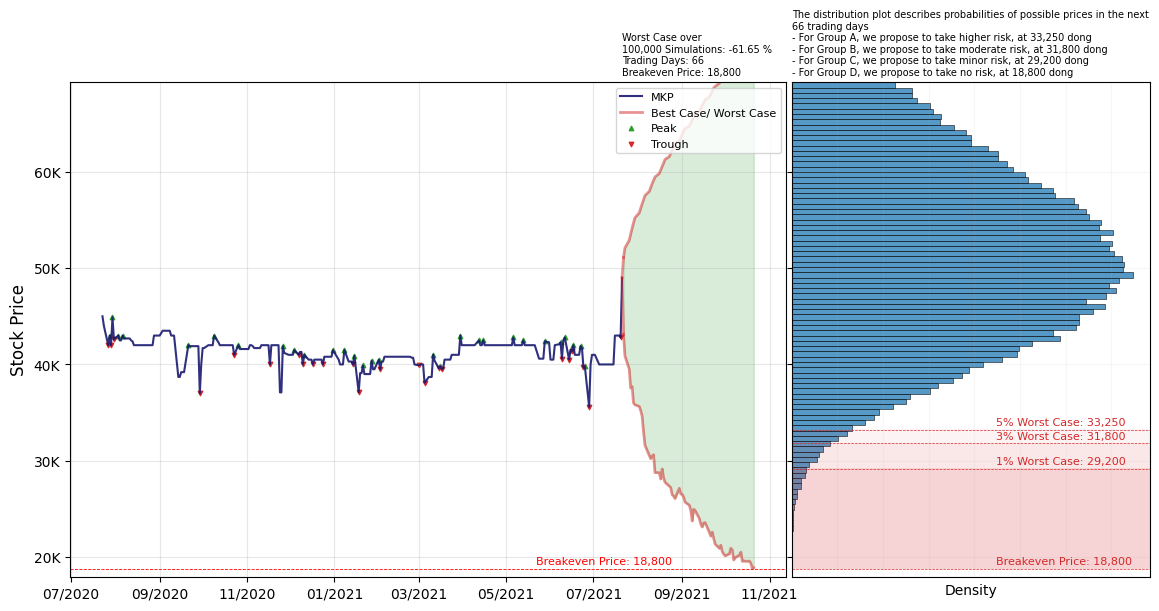 The distribution plot describes probabilities of possible prices in the next
66 trading days
- For Group A, we propose to take higher risk, at 33,250 dong
- For Group B, we propose to take moderate risk, at 31,800 dong
- For Group C, we propose to take minor risk, at 29,200 dong
- For Group D, we propose to take no risk, at 18,800 dong
Worst Case over
100,000 Simulations: -61.65 %
Trading Days: 66
Breakeven Price: 18,800
MKP
Best Case/ Worst Case
Peak
Trough
Stock Price
60K
50K
40K
30K
20K
5% Worst Case: 33,250
3% Worst Case: 31,800
1% Worst Case: 29,200
Breakeven Price: 18,800
Breakeven Price: 18,800
07/2020
09/2020
11/2020
01/2021
03/2021
05/2021
07/2021
09/2021
11/2021
Density